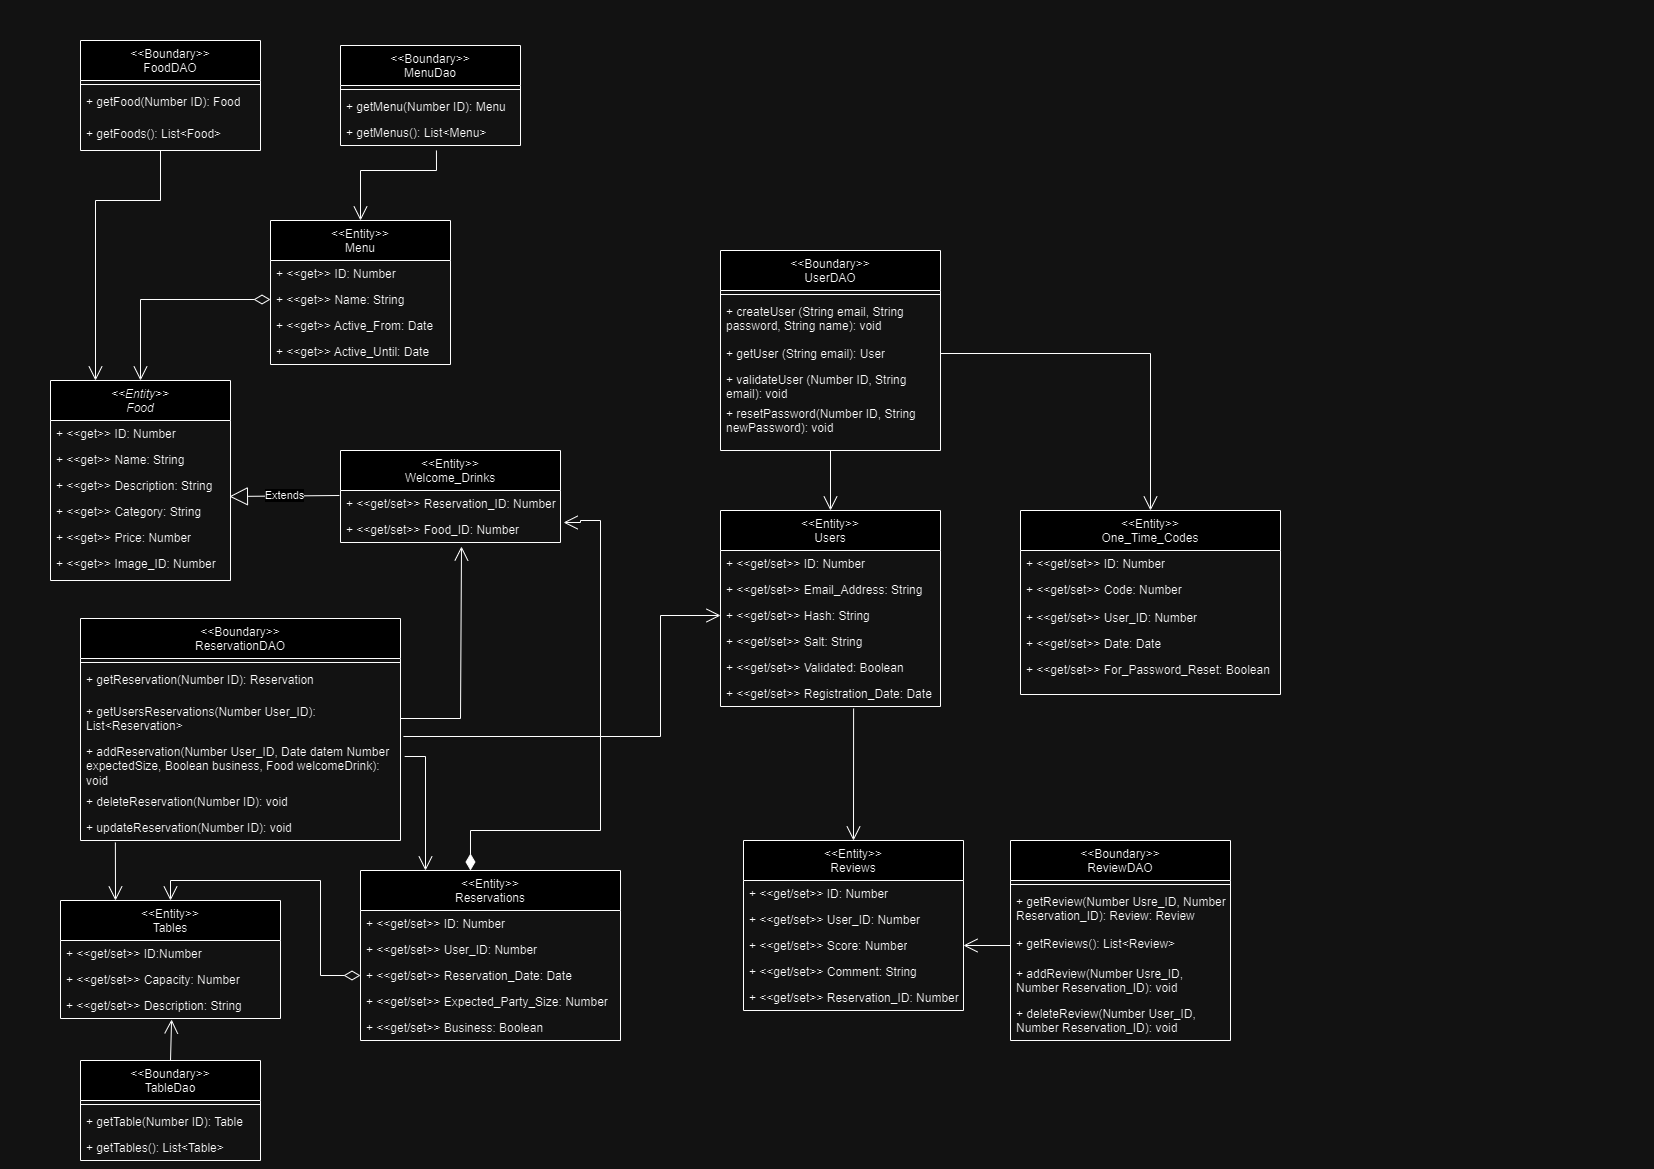 <<Boundary>>
FoodDAO
+ getFood(Number ID): Food
+ getFoods(): List<Food>
<<Boundary>>
MenuDao
+ getMenu(Number ID): Menu
+ getMenus(): List<Menu>
<<Entity>>
Menu
+ <<get>> ID: Number
+ <<get>> Name: String
+ <<get>> Active_From: Date
+ <<get>> Active_Until: Date
<<Boundary>>
UserDAO
+ createUser (String email, String
password, String name): void
+ getUser (String email): User
+ validateUser (Number ID, String
email): void
+ resetPassword(Number ID, String
newPassword): void
<<Entity>>
Food
+ <<get>> ID: Number
+ <<get>> Name: String
+ <<get>> Description: String
+ <<get>> Category: String
+ <<get>> Price: Number
+ <<get>> Image_ID: Number
Extends
<<Entity>>
Welcome_Drinks
+ <<get/set>> Reservation_ID: Number
+ <<get/set>> Food_ID: Number
<<Entity>>
Users
+ <<get/set>> ID: Number
+ <<get/set>> Email_Address: String
+ <<get/set>> Hash: String
+ <<get/set>> Salt: String
+ <<get/set>> Validated: Boolean
+ <<get/set>> Registration_Date: Date
<<Entity>>
One_Time_Codes
+ <<get/set>> ID: Number
+ <<get/set>> Code: Number
+ <<get/set>> User_ID: Number
+ <<get/set>> Date: Date
+ <<get/set>> For_Password_Reset: Boolean
<<Boundary>>
ReservationDAO
+ getReservation(Number ID): Reservation
+ getUsersReservations(Number User_ID):
List<Reservation>
+ addReservation(Number User_ID, Date datem Number
expectedSize, Boolean business, Food welcomeDrink):
void
+ deleteReservation(Number ID): void
+ updateReservation(Number ID): void
<<Entity>>
Tables
+ <<get/set>> ID:Number
+ <<get/set>> Capacity: Number
+ <<get/set>> Description: String
<<Entity>>
Reservations
+ <<get/set>> ID: Number
+ <<get/set>> User_ID: Number
+ <<get/set>> Reservation_Date: Date
+ <<get/set>> Expected_Party_Size: Number
+ <<get/set>> Business: Boolean
<<Entity>>
Reviews
+ <<get/set>> ID: Number
+ <<get/set>> User_ID: Number
+ <<get/set>> Score: Number
+ <<get/set>> Comment: String
+ <<get/set>> Reservation_ID: Number
<<Boundary>>
ReviewDAO
+ getReview(Number Usre_ID, Number
Reservation_ID): Review: Review
+ getReviews(): List<Review>
+ addReview(Number Usre_ID,
Number Reservation_ID): void
+ deleteReview(Number User_ID,
Number Reservation_ID): void
<<Boundary>>
TableDao
+ getTable(Number ID): Table
+ getTables(): List<Table>